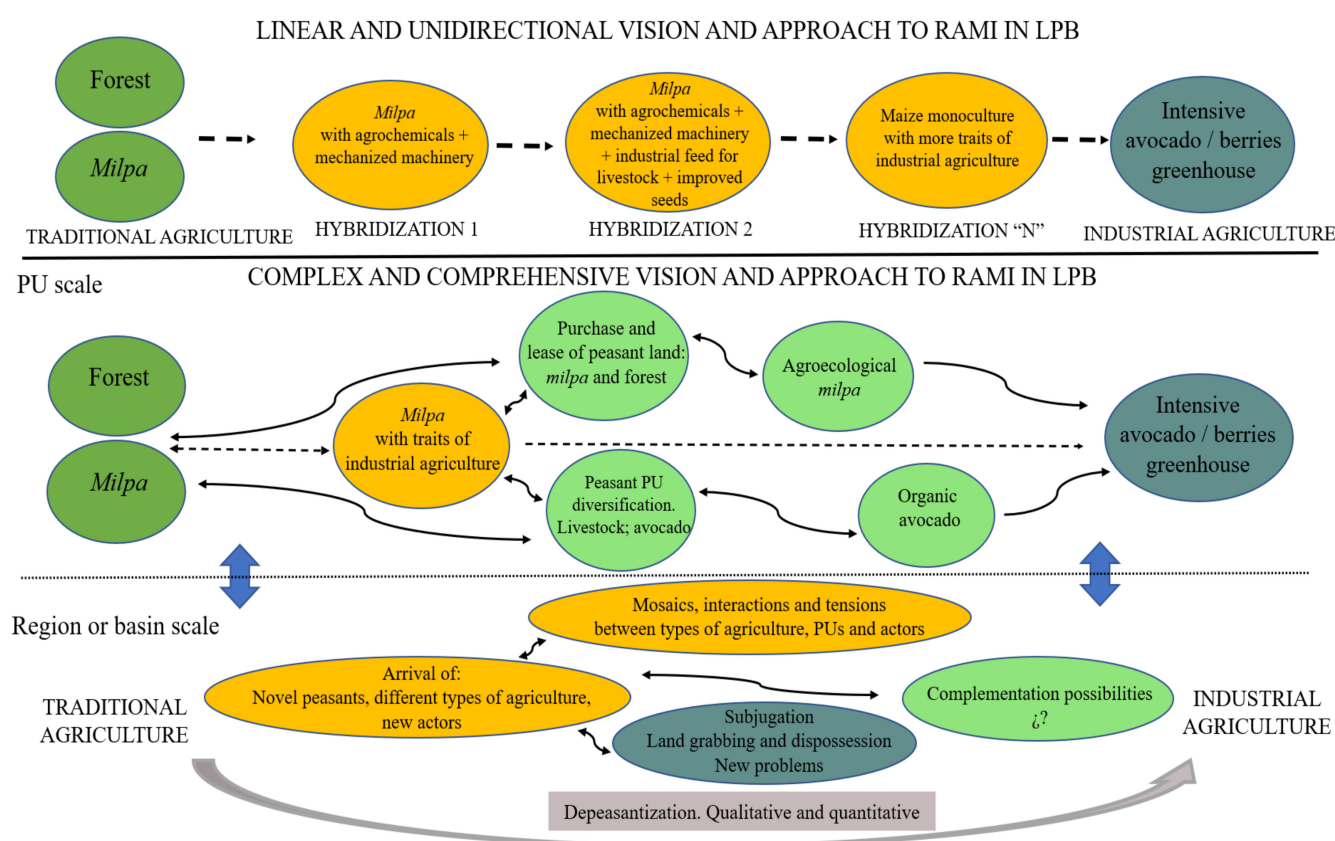 LINEAR AND UNIDIRECTIONAL VISION AND APPROACH TO RAMI IN LPB
Forest
Milpa
TRADITIONAL AGRICULTURE
Milpa
with agrochemicals +
mechanized machinery
HYBRIDIZATION 1
Milpa
with agrochemicals +
mechanized machinery
+ industrial feed for
livestock + improved
seeds
HYBRIDIZATION 2
Maize monoculture
with more traits of
industrial agriculture
HYBRIDIZATION “N”
Intensive
avocado / berries
greenhouse
INDUSTRIAL AGRICULTURE
PU scale
COMPLEX AND COMPREHENSIVE VISION AND APPROACH TO RAMI IN LPB
Forest
Milpa
Milpa
with traits of
industrial agriculture
Purchase and
lease of peasant land:
milpa and forest
Agroecological
milpa
Peasant PU
diversification.
Livestock; avocado
Organic
avocado
Intensive
avocado / berries
greenhouse
Region or basin scale
Mosaics, interactions and tensions
between types of agriculture, PUs and actors
TRADITIONAL
AGRICULTURE
Arrival of:
Novel peasants, different types of agriculture,
new actors
Subjugation
Land grabbing and dispossession
New problems
Complementation possibilities
¿?
INDUSTRIAL
AGRICULTURE
Depeasantization. Qualitative and quantitative